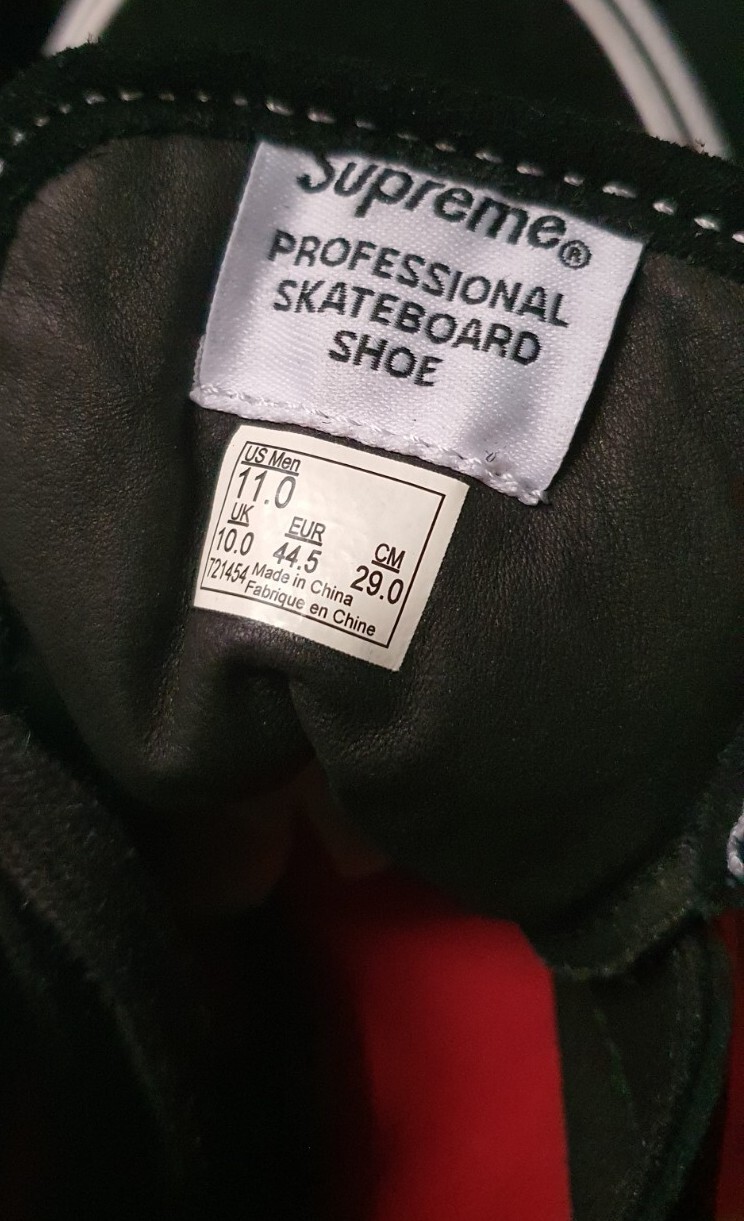 Supreme®
PROFESSIONAL
SKATEBOARD
SHOE
US Men
11.0
UK EUR CM
10.0 44.5 29.0
721454 Made in China
Fabrique en Chine